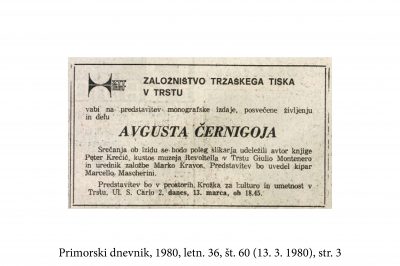 ZTT
ZALOŽNIŠTVO TRŽAŠKEGA TISKA
V TRSTU
vabi na predstavitev monografske izdaje, posvečene življenju
in delu
AVGUSTA ČERNIGOJA
Srečanja ob izidu se bodo poleg slikarja udeležili avtor knjige
Peter Krečič, kustos muzeja Revoltella v Trstu Giulio Montenero
in urednik založbe Marko Kravos. Predstavitev bo uvedel kipar
Marcello, Mascherini.
Predstavitev bo v prostorih, Krožka za kulturo in umetnost v
Trstu, Ul. S. Carlo 2, danes, 13. marca, ob 18.45.
Primorski dnevnik, 1980, letn. 36, št. 60 (13. 3. 1980), str. 3